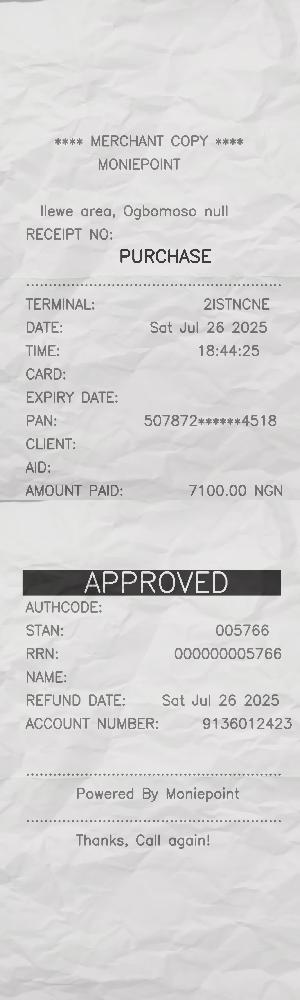 **** MERCHANT COPY ****
MONIEPOINT
Ilewe area, Ogbomoso null
RECEIPT NO:
PURCHASE
TERMINAL: 2ISTNCNE
DATE: Sat Jul 26 2025
TIME: 18:44:25
CARD:
EXPIRY DATE:
PAN: 507872******4518
CLIENT:
AID:
AMOUNT PAID: 7100.00 NGN
APPROVED
AUTHCODE:
STAN: 005766
RRN: 000000005766
NAME:
REFUND DATE: Sat Jul 26 2025
ACCOUNT NUMBER: 9136012423
Powered By Moniepoint
Thanks, Call again!